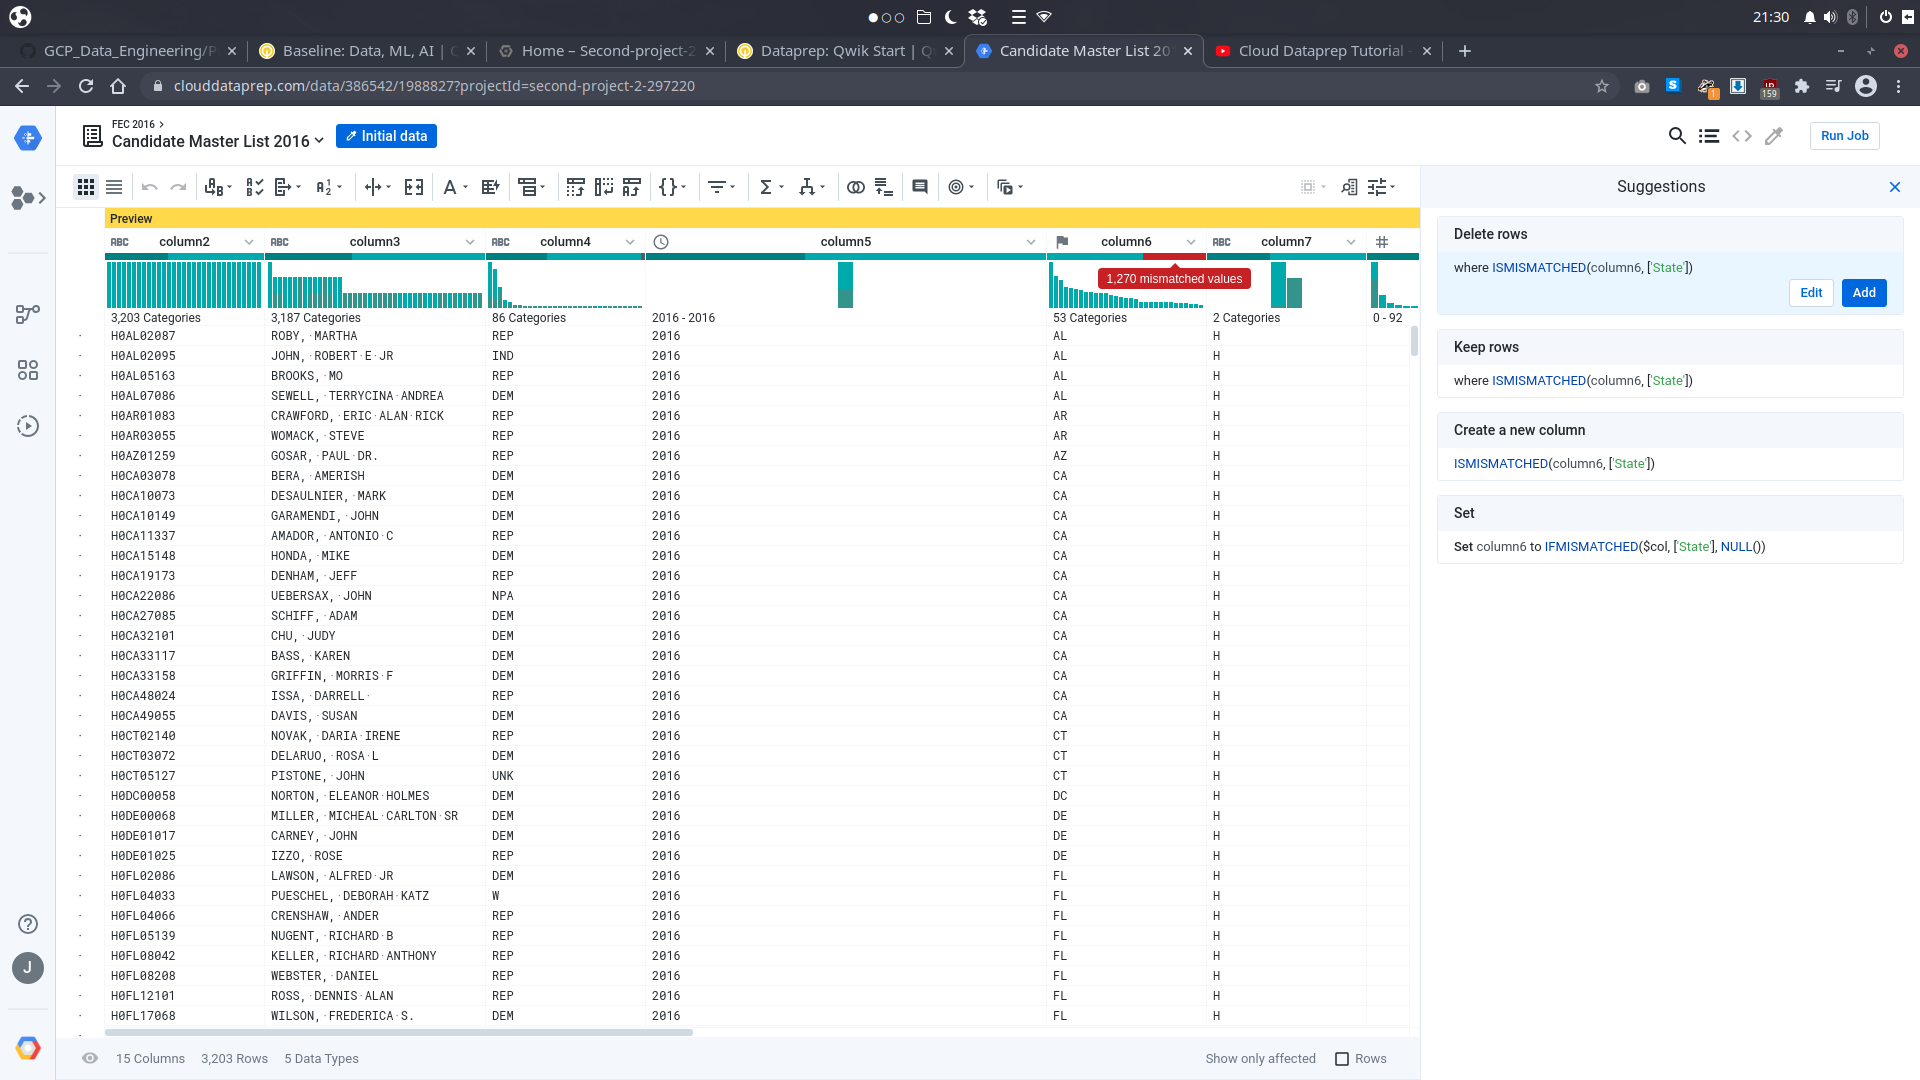 21:30
GCP_Data_Engineering/P
Baseline: Data, ML, AI |
Home – Second-project-2
Dataprep: Qwik Start |
Candidate Master List 20
Cloud Dataprep Tutorial
clouddataprep.com/data/386542/1988827?projectId=second-project-2-297220
1
159
FEC 2016
Candidate Master List 2016
Initial data
Run Job
Suggestions
Preview
ABC column2 ABC column3 ABC column4 column5 column6 ABC column7 #
1,270 mismatched values
3,203 Categories 3,187 Categories 86 Categories 2016 - 2016 53 Categories 2 Categories 0 - 92
H0AL02087 ROBY,·MARTHA REP 2016 AL H
H0AL02095 JOHN,·ROBERT·E·JR IND 2016 AL H
H0AL05163 BROOKS,·MO REP 2016 AL H
H0AL07086 SEWELL,·TERRYCINA·ANDREA DEM 2016 AL H
H0AR01083 CRAWFORD,·ERIC·ALAN·RICK REP 2016 AR H
H0AR03055 WOMACK,·STEVE REP 2016 AR H
H0AZ01259 GOSAR,·PAUL·DR. REP 2016 AZ H
H0CA03078 BERA,·AMERISH DEM 2016 CA H
H0CA10073 DESAULNIER,·MARK DEM 2016 CA H
H0CA10149 GARAMENDI,·JOHN DEM 2016 CA H
H0CA11337 AMADOR,·ANTONIO·C REP 2016 CA H
H0CA15148 HONDA,·MIKE DEM 2016 CA H
H0CA19173 DENHAM,·JEFF REP 2016 CA H
H0CA22086 UEBERSAX,·JOHN NPA 2016 CA H
H0CA27085 SCHIFF,·ADAM DEM 2016 CA H
H0CA32101 CHU,·JUDY DEM 2016 CA H
H0CA33117 BASS,·KAREN DEM 2016 CA H
H0CA33158 GRIFFIN,·MORRIS·F DEM 2016 CA H
H0CA48024 ISSA,·DARRELL· REP 2016 CA H
H0CA49055 DAVIS,·SUSAN DEM 2016 CA H
H0CT02140 NOVAK,·DARIA·IRENE REP 2016 CT H
H0CT03072 DELARUO,·ROSA·L DEM 2016 CT H
H0CT05127 PISTONE,·JOHN UNK 2016 CT H
H0DC00058 NORTON,·ELEANOR·HOLMES DEM 2016 DC H
H0DE00068 MILLER,·MICHEAL·CARLTON·SR DEM 2016 DE H
H0DE01017 CARNEY,·JOHN DEM 2016 DE H
H0DE01025 IZZO,·ROSE REP 2016 DE H
H0FL02086 LAWSON,·ALFRED·JR DEM 2016 FL H
H0FL04033 PUESCHEL,·DEBORAH·KATZ W 2016 FL H
H0FL04066 CRENSHAW,·ANDER REP 2016 FL H
H0FL05139 NUGENT,·RICHARD·B REP 2016 FL H
H0FL08042 KELLER,·RICHARD·ANTHONY REP 2016 FL H
H0FL08208 WEBSTER,·DANIEL REP 2016 FL H
H0FL12101 ROSS,·DENNIS·ALAN REP 2016 FL H
H0FL17068 WILSON,·FREDERICA·S. DEM 2016 FL H
Delete rows
where ISMISMATCHED(column6, ['State'])
Edit
Add
Keep rows
where ISMISMATCHED(column6, ['State'])
Create a new column
ISMISMATCHED(column6, ['State'])
Set
Set column6 to IFMISMATCHED($col, ['State'], NULL())
J
15 Columns 3,203 Rows 5 Data Types
Show only affected Rows